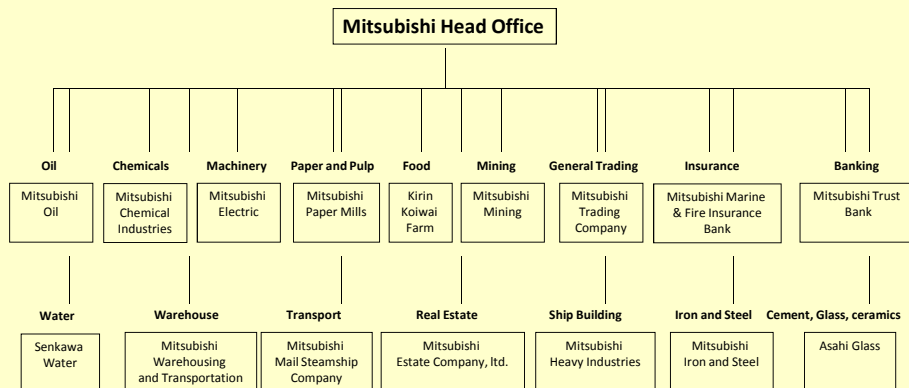 Mitsubishi Head Office
Oil
Chemicals
Machinery
Paper and Pulp
Food
Mining
General Trading
Insurance
Banking
Mitsubishi
Oil
Mitsubishi
Chemical
Industries
Mitsubishi
Electric
Mitsubishi
Paper Mills
Kirin
Koiwai
Farm
Mitsubishi
Mining
Mitsubishi
Trading
Company
Mitsubishi Marine
& Fire Insurance
Bank
Mitsubishi Trust
Bank
Water
Warehouse
Transport
Real Estate
Ship Building
Iron and Steel
Cement, Glass, ceramics
Senkawa
Water
Mitsubishi
Warehousing
and Transportation
Mitsubishi
Mail Steamship
Company
Mitsubishi
Estate Company, ltd.
Mitsubishi
Heavy Industries
Mitsubishi
Iron and Steel
Asahi Glass